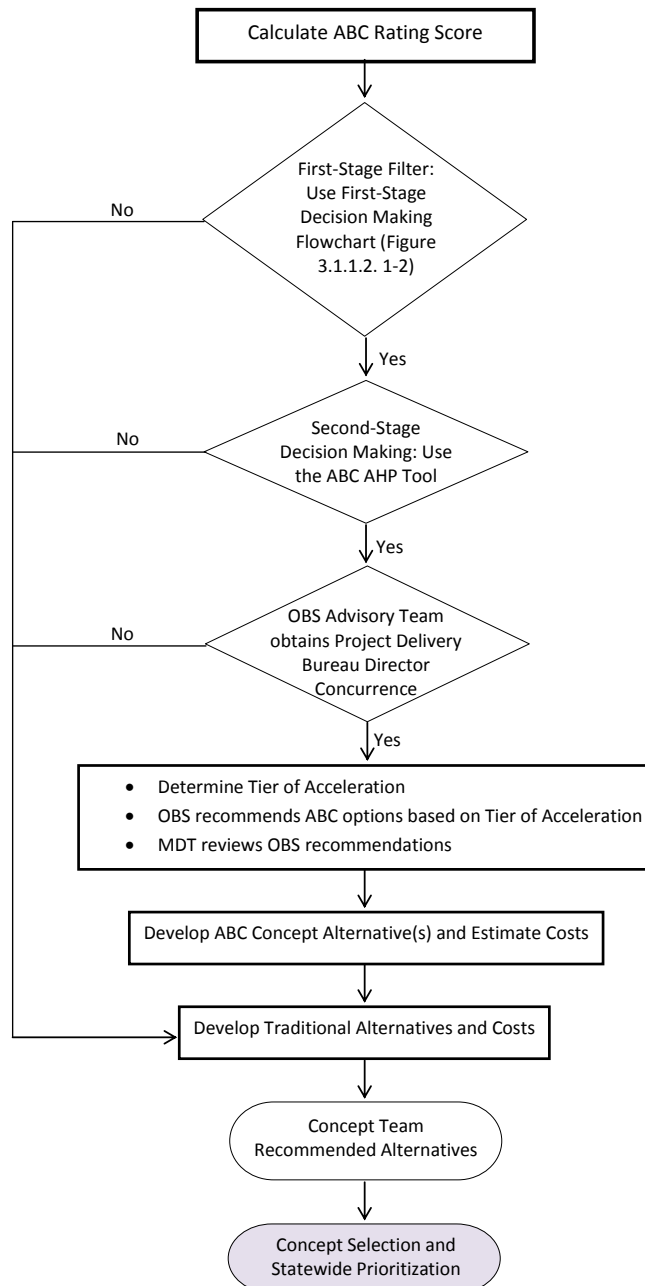 Calculate ABC Rating Score
First-Stage Filter:
Use First-Stage
Decision Making
Flowchart (Figure
3.1.1.2. 1-2)
No
Yes
Second-Stage
Decision Making: Use
the ABC AHP Tool
No
Yes
OBS Advisory Team
obtains Project Delivery
Bureau Director
Concurrence
No
Yes
• Determine Tier of Acceleration
• OBS recommends ABC options based on Tier of Acceleration
• MDT reviews OBS recommendations
Develop ABC Concept Alternative(s) and Estimate Costs
Develop Traditional Alternatives and Costs
Concept Team
Recommended Alternatives
Concept Selection and
Statewide Prioritization